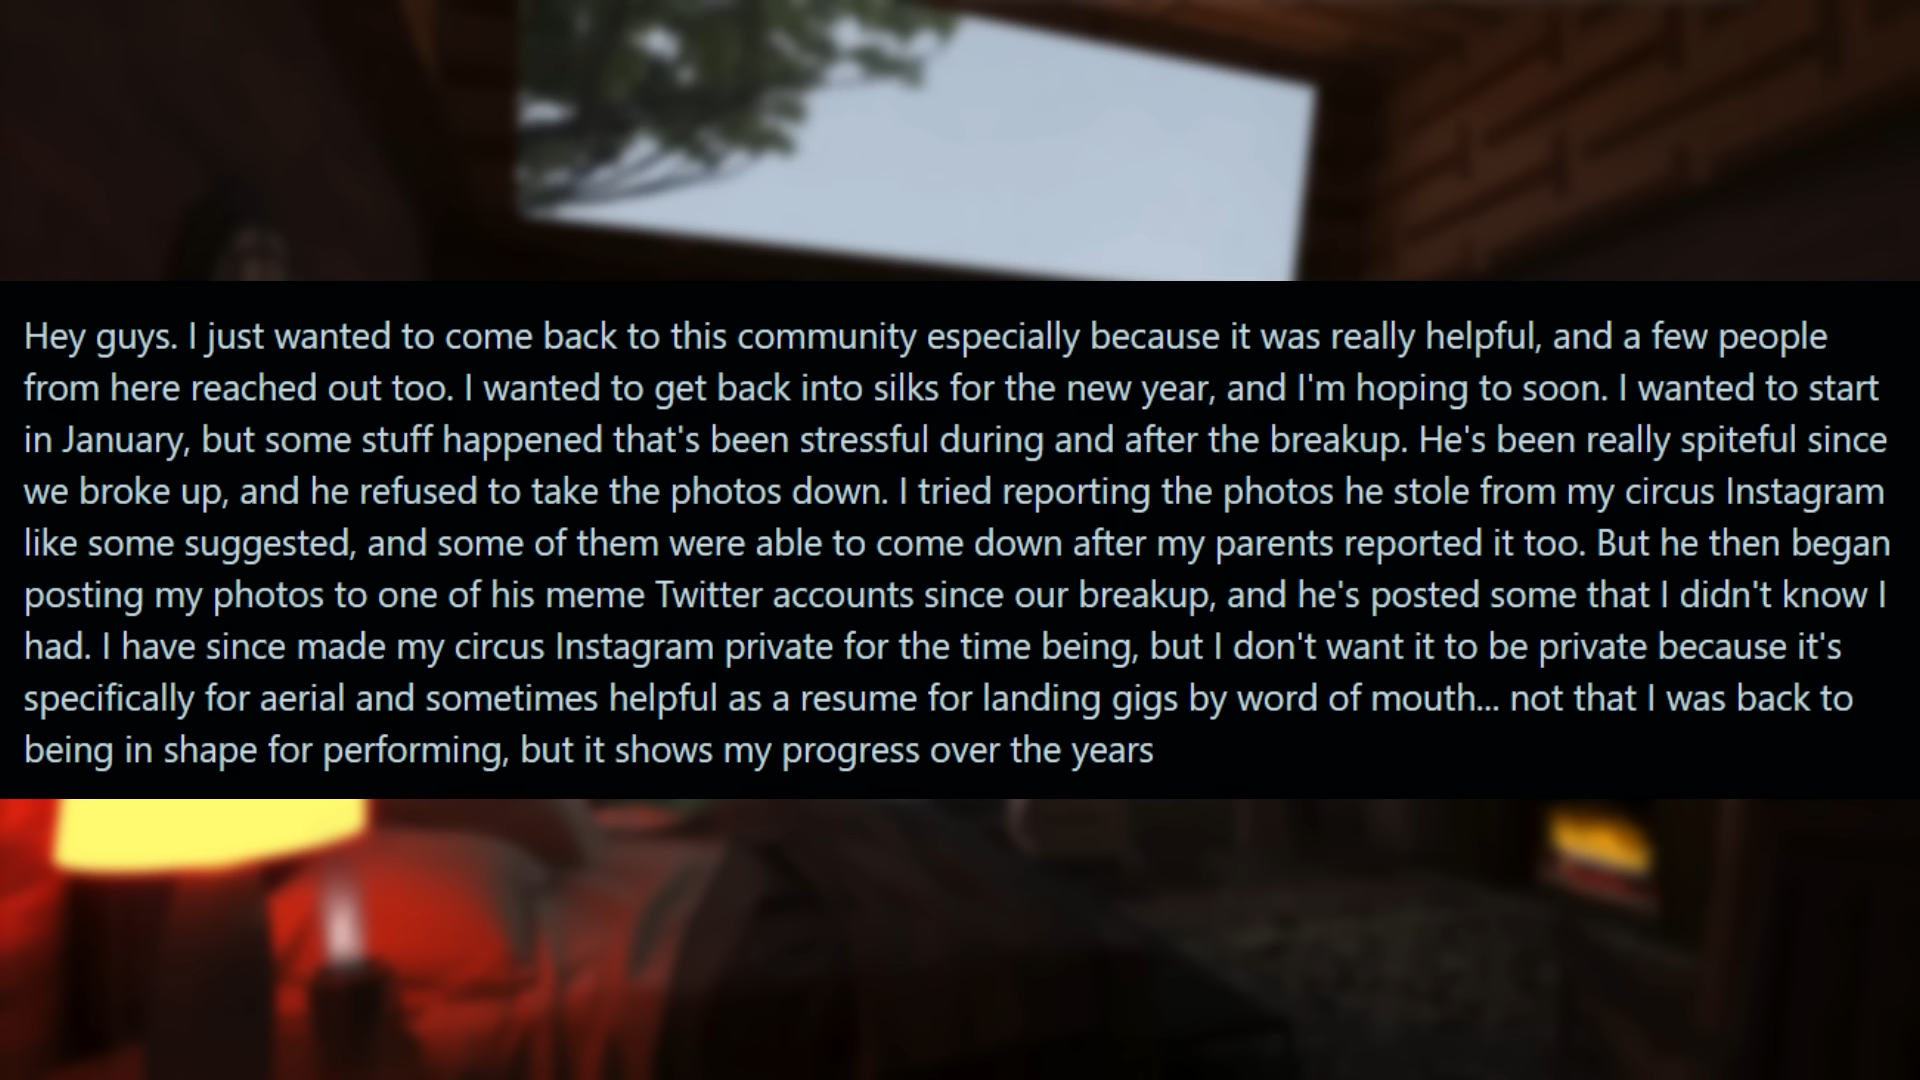 Hey guys. I just wanted to come back to this community especially because it was really helpful, and a few people
from here reached out too. I wanted to get back into silks for the new year, and I'm hoping to soon. I wanted to start
in January, but some stuff happened that's been stressful during and after the breakup. He's been really spiteful since
we broke up, and he refused to take the photos down. I tried reporting the photos he stole from my circus Instagram
like some suggested, and some of them were able to come down after my parents reported it too. But he then began
posting my photos to one of his meme Twitter accounts since our breakup, and he's posted some that I didn't know I
had. I have since made my circus Instagram private for the time being, but I don't want it to be private because it's
specifically for aerial and sometimes helpful as a resume for landing gigs by word of mouth... not that I was back to
being in shape for performing, but it shows my progress over the years